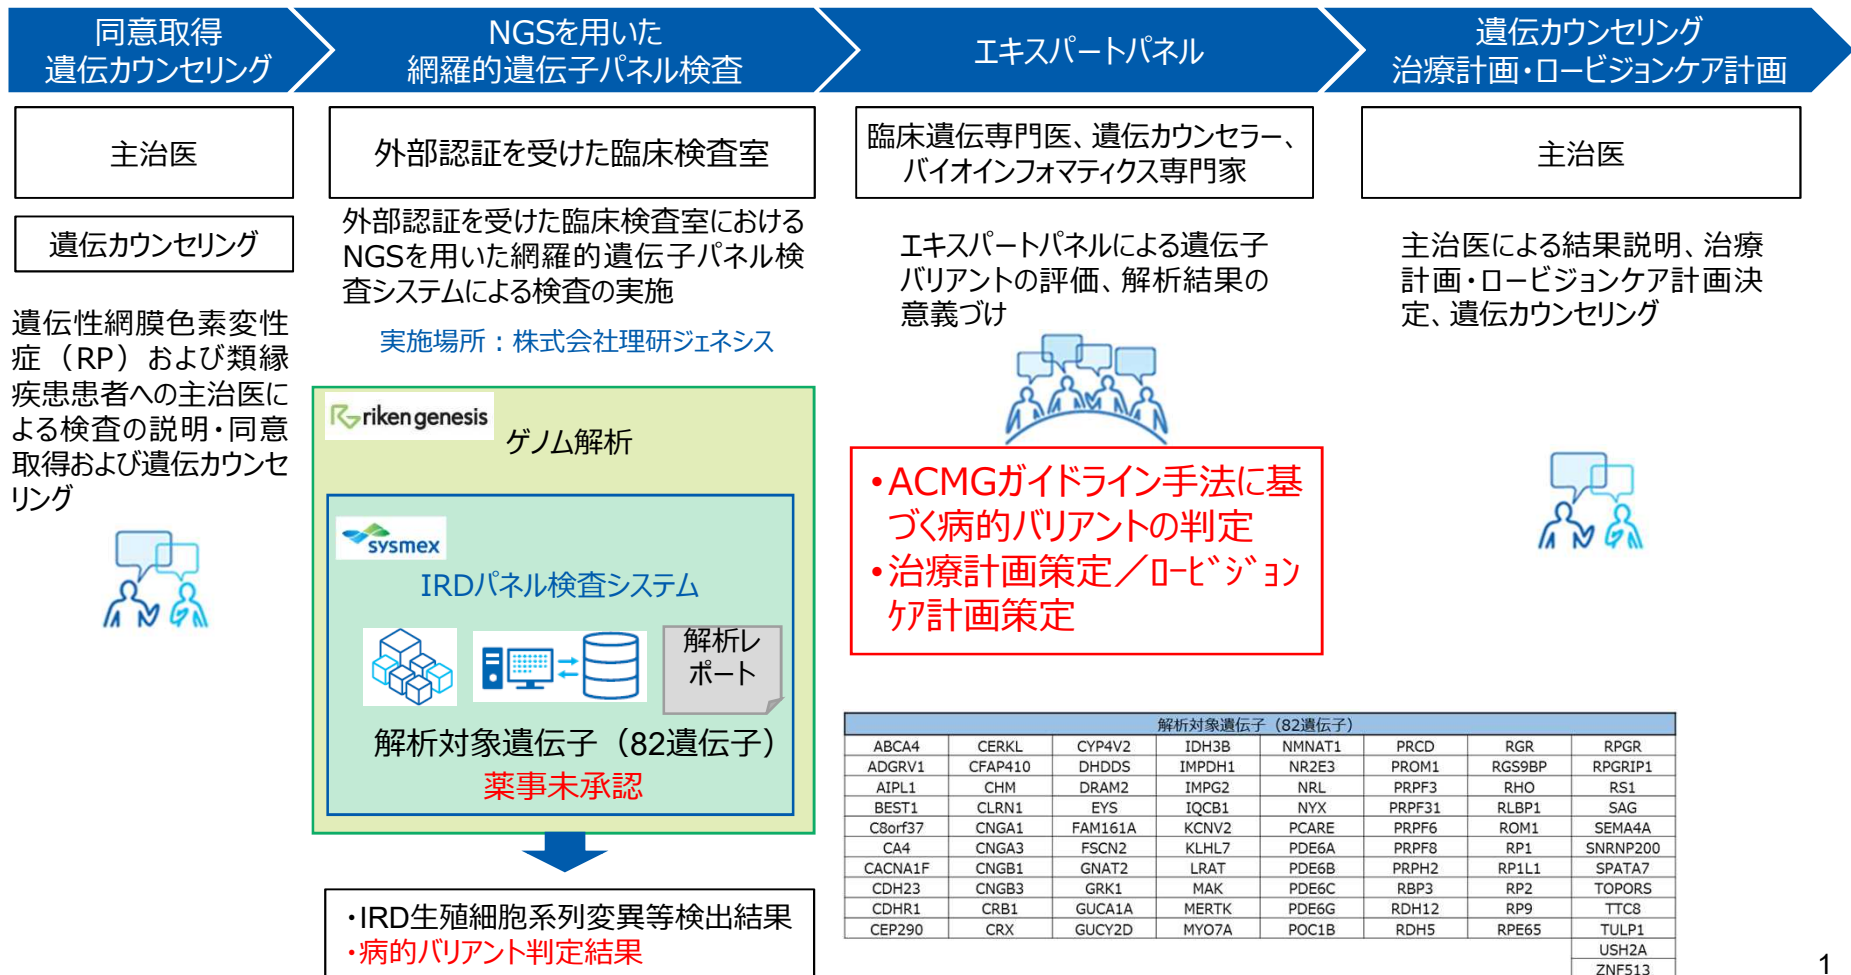 同意取得
遺伝カウンセリング
NGSを用いた
網羅的遺伝子パネル検査
エキスパートパネル
遺伝カウンセリング
治療計画・ロービジョンケア計画
主治医
外部認証を受けた臨床検査室
臨床遺伝専門医、遺伝カウンセラー、
バイオインフォマティクス専門家
主治医
遺伝カウンセリング
遺伝性網膜色素変性
症（RP）および類縁
疾患患者への主治医に
よる検査の説明・同意
取得および遺伝カウンセ
リング
外部認証を受けた臨床検査室における
NGSを用いた網羅的遺伝子パネル検
査システムによる検査の実施
実施場所：株式会社理研ジェネシス
riken genesis
ゲノム解析
sysmex
IRDパネル検査システム
解析レ
ポート
解析対象遺伝子（82遺伝子）
薬事未承認
・IRD生殖細胞系列変異等検出結果
・病的バリアント判定結果
エキスパートパネルによる遺伝子
バリアントの評価、解析結果の
意義づけ
•ACMGガイドライン手法に基
づく病的バリアントの判定
•治療計画策定／ﾛｰﾋﾞｼﾞｮﾝ
ｹｱ計画策定
主治医による結果説明、治療
計画・ロービジョンケア計画決
定、遺伝カウンセリング
解析対象遺伝子（82遺伝子）
ABCA4 CERKL CYP4V2 IDH3B NMNAT1 PRCD RGR RPGR
ADGRV1 CFAP410 DHDDS IMPDH1 NR2E3 PROM1 RGS9BP RPGRIP1
AIPL1 CHM DRAM2 IMPG2 NRL PRPF3 RHO RS1
BEST1 CLRN1 EYS IQCB1 NYX PRPF31 RLBP1 SAG
C8orf37 CNGA1 FAM161A KCNV2 PCARE PRPF6 ROM1 SEMA4A
CA4 CNGA3 FSCN2 KLHL7 PDE6A PRPF8 RP1 SNRNP200
CACNA1F CNGB1 GNAT2 LRAT PDE6B PRPH2 RP1L1 SPATA7
CDH23 CNGB3 GRK1 MAK PDE6C RBP3 RP2 TOPORS
CDHR1 CRB1 GUCA1A MERTK PDE6G RDH12 RP9 TTC8
CEP290 CRX GUCY2D MYO7A POC1B RDH5 RPE65 TULP1
USH2A
ZNF513
1